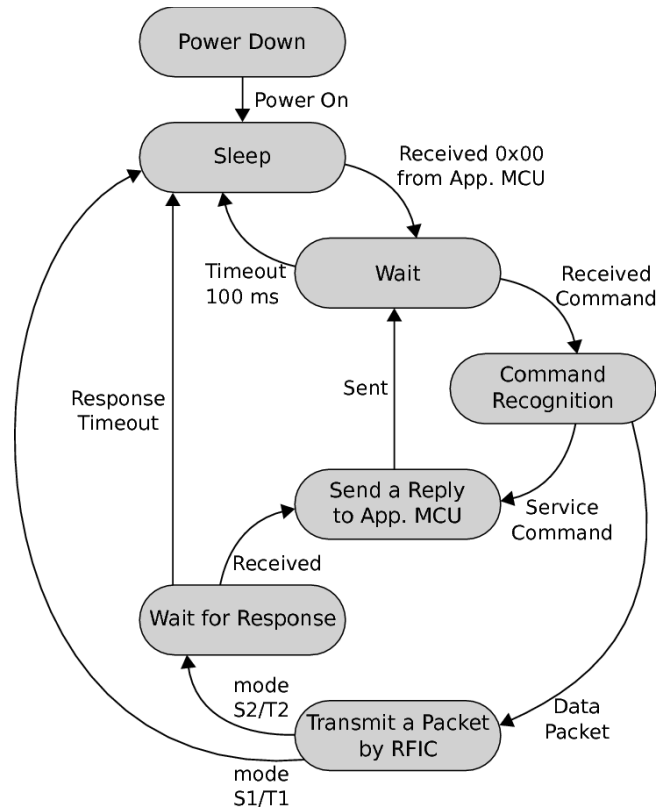 Power Down
Power On
Sleep
Received 0x00
from App. MCU
Timeout
100 ms
Wait
Received
Command
Response
Timeout
Sent
Command
Recognition
Send a Reply
to App. MCU
Service
Command
Received
Wait for Response
mode
S2/T2
Transmit a Packet
by RFIC
Data
Packet
mode
S1/T1